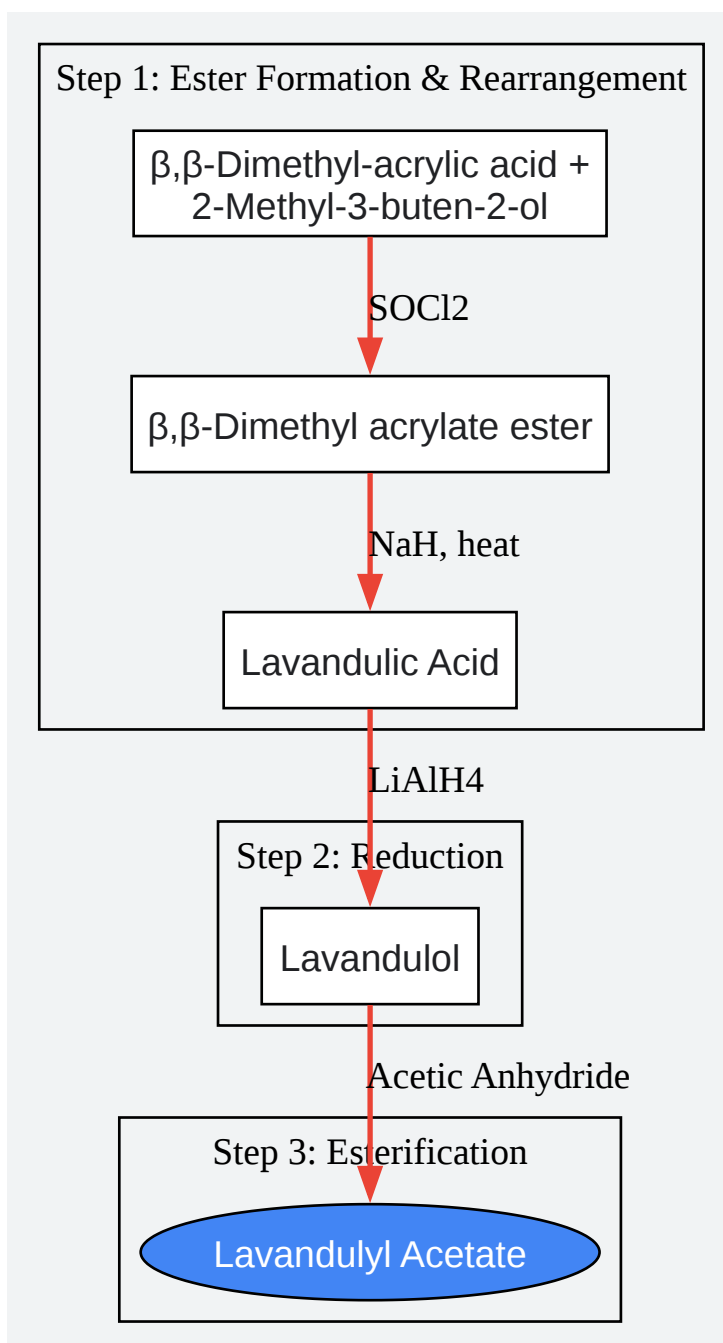 Step 1: Ester Formation & Rearrangement
β,β-Dimethyl-acrylic acid +
2-Methyl-3-buten-2-ol
SOCl2
β,β-Dimethyl acrylate ester
NaH, heat
Lavandulic Acid
LiAlH4
Step 2: Reduction
Lavandulol
Acetic Anhydride
Step 3: Esterification
Lavandulyl Acetate